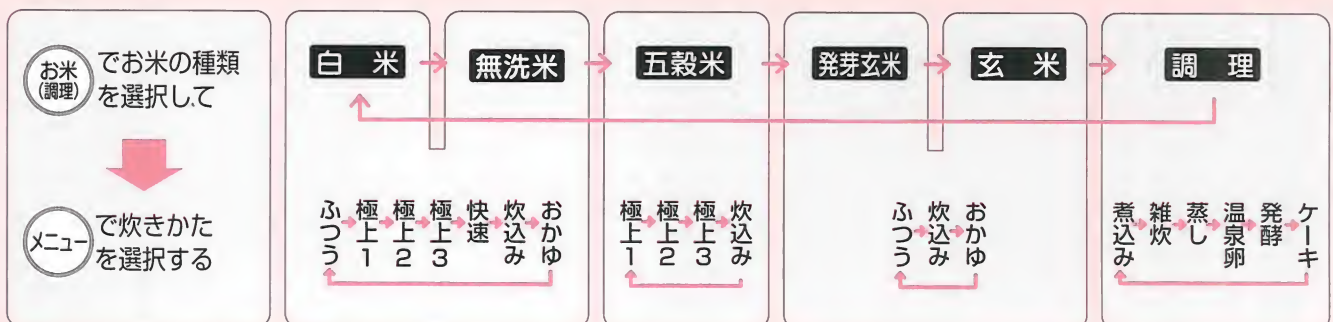 お米
(調理)
でお米の種類
を選択して
メニュー
で炊きかた
を選択する
白米
無洗米
五穀米
発芽玄米
玄米
調理
ふつう
極上1
極上2
極上3
快速
炊込み
おかゆ
極上1
極上2
極上3
炊込み
ふつう
炊込み
おかゆ
煮込み
雑炊
蒸し
温泉卵
発酵
ケーキ